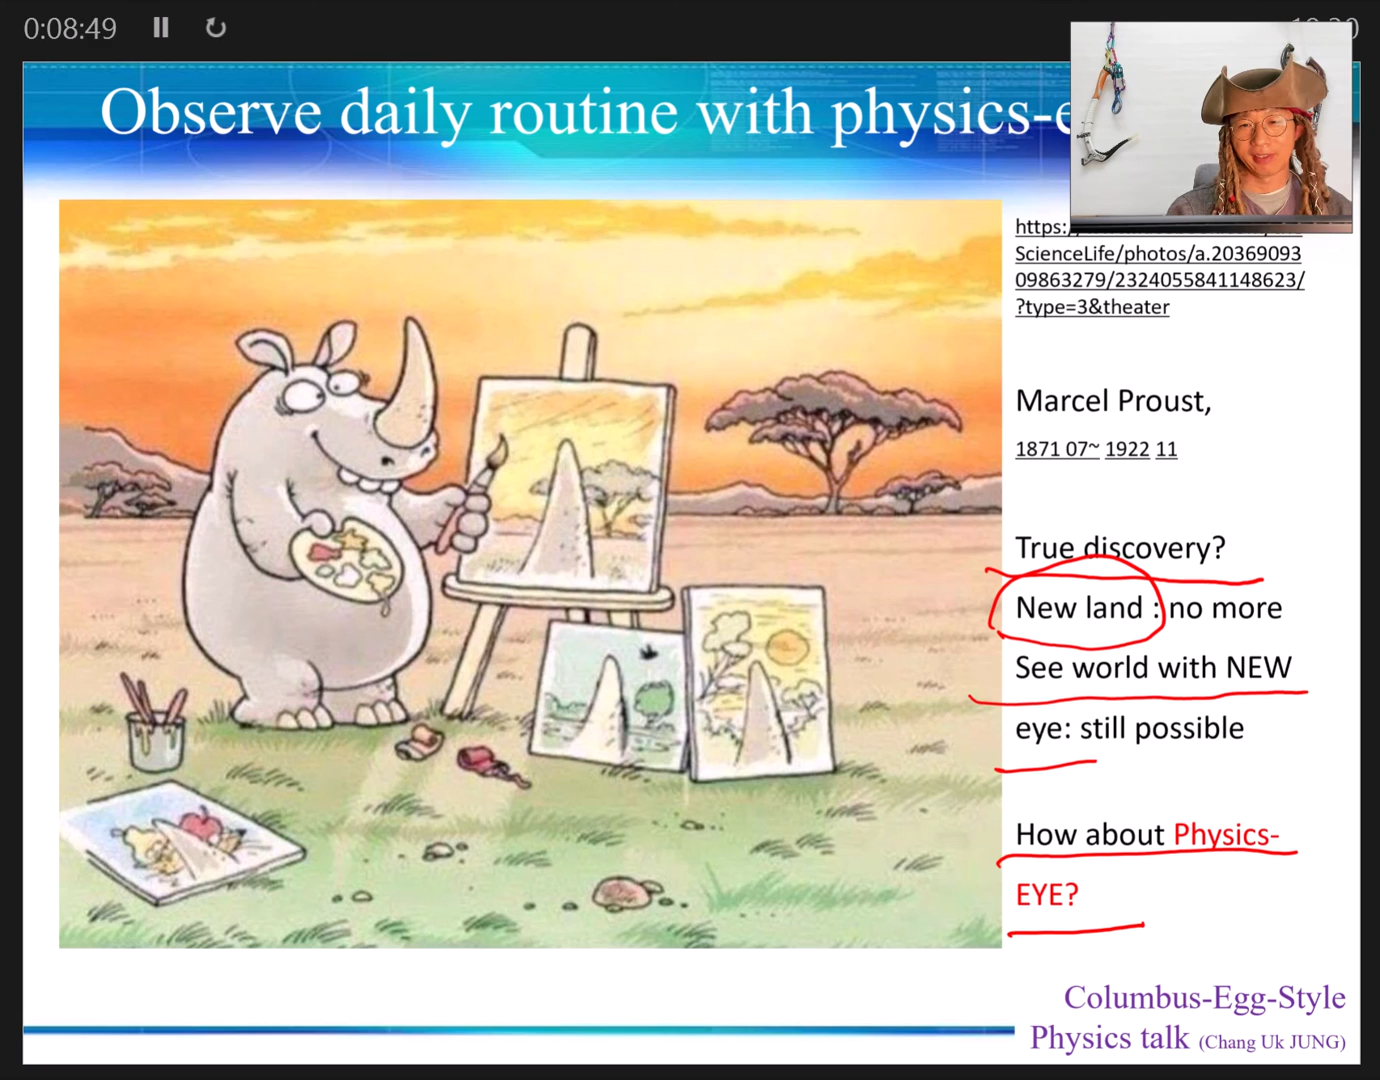 0:08:49
Observe daily routine with physics-e
https:/
ScienceLife/photos/a.20369093
09863279/2324055841148623/
?type=3&theater
Marcel Proust,
1871 07~ 1922 11
True discovery?
New land : no more
See world with NEW
eye: still possible
How about Physics-
EYE?
Columbus-Egg-Style
Physics talk (Chang Uk JUNG)